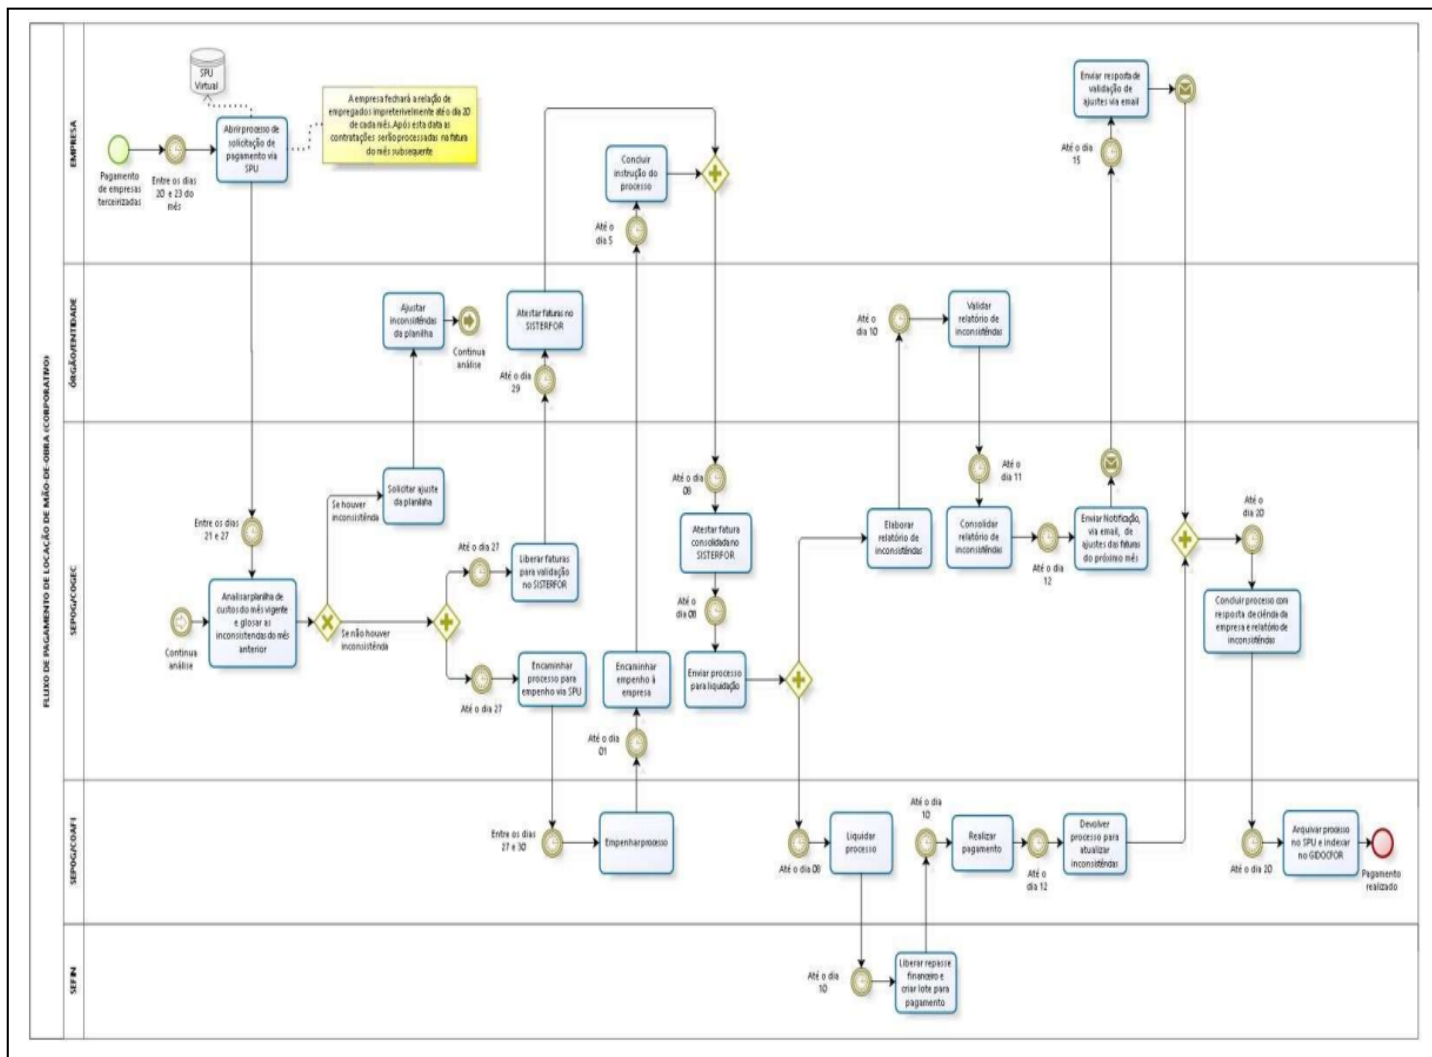 FLUXO DE PAGAMENTO DE LOCAÇÃO DE MÃO-DE-OBRA (CORPORATIVO)
EMPRESA
SPU
Virtual
Pagamento
de empresas
terceirizadas
Entre os dias
20 e 23 do
mês
Abrir processo de
solicitação de
pagamento via
SPU
A empresa fechará a relação de
empregados impreterivelmente até o dia 20
de cada mês. Após esta data as
contratações serão processadas na fatura
do mês subsequente
Concluir
instrução do
processo
Até o
dia 5
Enviar resposta de
validação de
ajustes via email
Até o dia
15
ÓRGÃO/ENTIDADE
Ajustar
inconsistências
da planilha
Continua
análise
Atestar faturas no
SISTERFOR
Até o dia
29
Até o
dia 10
Validar
relatório de
inconsistências
SEPOG/COGEC
Entre os dias
21 e 27
Continua
análise
Analisar planilha de
custos do mês vigente
e glosar as
inconsistencias do mês
anterior
Se houver
inconsistência
Se não houver
inconsistência
Solicitar ajuste
da planilha
Até o dia 27
Liberar faturas
para validação
no SISTERFOR
Até o dia 27
Encaminhar
processo para
empenho via SPU
Encaminhar
empenho à
empresa
Até o dia
01
Até o dia
08
Atestar fatura
consolidada no
SISTERFOR
Até o
dia 08
Enviar processo
para liquidação
Elaborar
relatório de
inconsistências
Até o
dia 11
Consolidar
relatório de
inconsistências
Até o dia
12
Enviar Notificação,
via email, de
ajustes das faturas
do próximo mês
Até o
dia 20
Concluir processo com
resposta de ciência da
empresa e relatório de
inconsistências
SEPOG/COAFI
Entre os dias
27 e 30
Empenhar processo
Até o dia 08
Liquidar
processo
Até o dia
10
Realizar
pagamento
Até o
dia 12
Devolver
processo para
atualizar
inconsistências
Até o dia 20
Arquivar processo
no SPU e indexar
no GIDOCFOR
Pagamento
realizado
SEFIN
Até o dia
10
Liberar repasse
financeiro e
criar lote para
pagamento